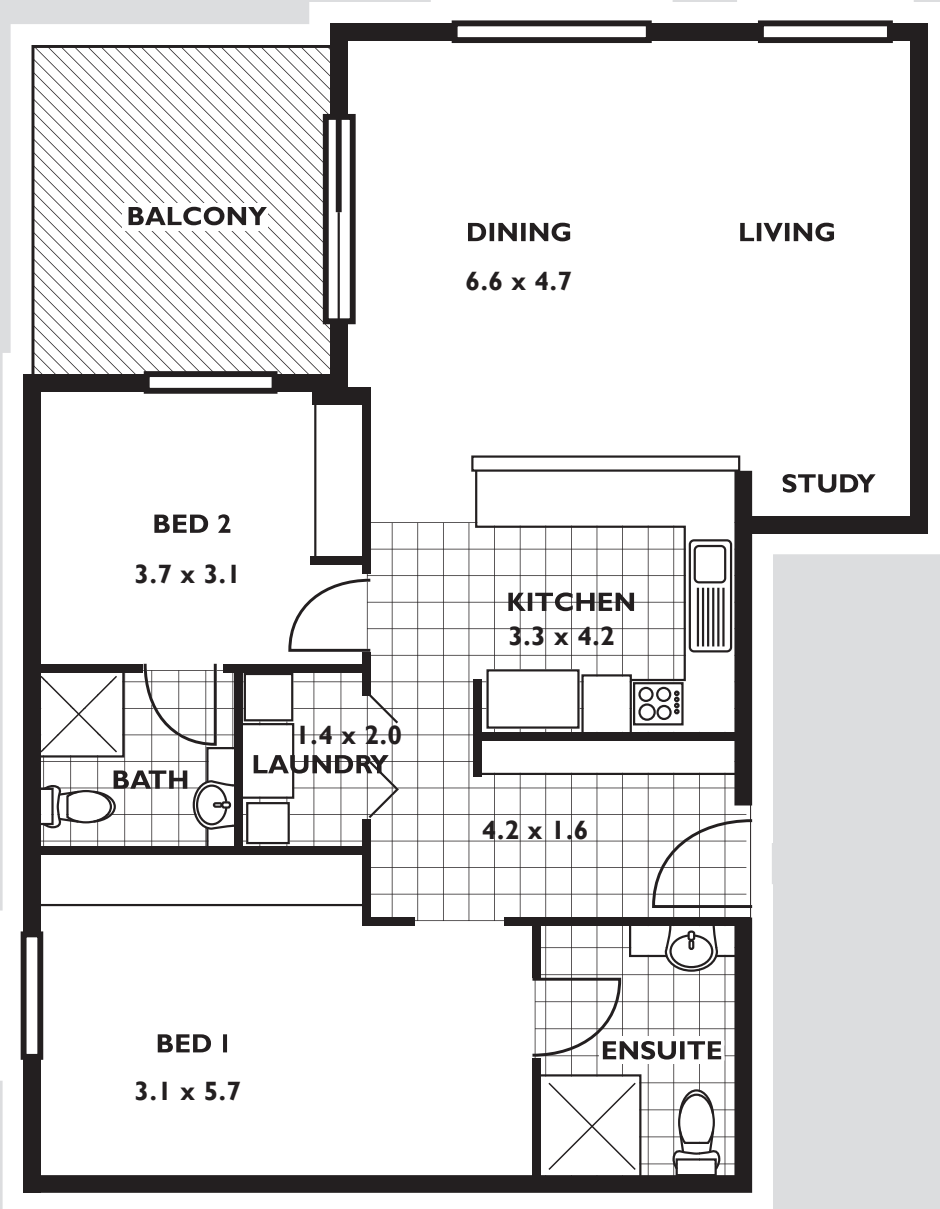 BALCONY
DINING
6.6 x 4.7
LIVING
STUDY
BED 2
3.7 x 3.1
KITCHEN
3.3 x 4.2
1.4 x 2.0
LAUNDRY
BATH
4.2 x 1.6
BED 1
3.1 x 5.7
ENSUITE